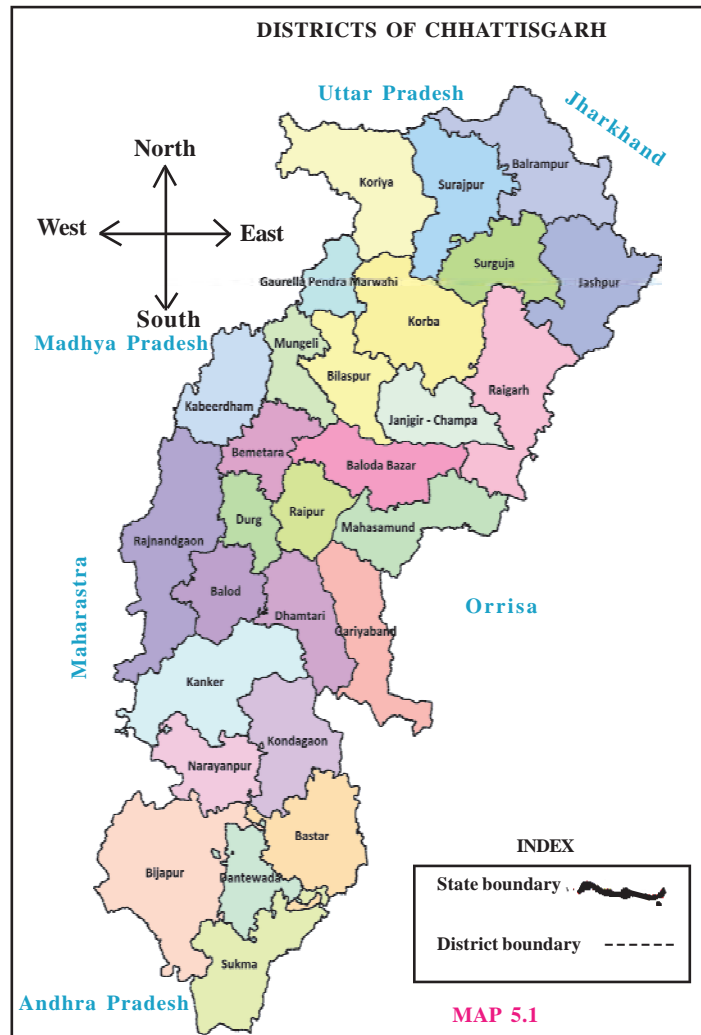 DISTRICTS OF CHHATTISGARH
Uttar Pradesh
Jharkhand
North
West
East
South
Balrampur
Koriya
Surajpur
Surguja
Jashpur
Gaurella Pendra Marwahi
Korba
Madhya Pradesh
Mungeli
Bilaspur
Raigarh
Kabeerdham
Janjgir - Champa
Bemetara
Baloda Bazar
Durg
Raipur
Mahasamund
Rajnandgaon
Balod
Dhamtari
Gariyaband
Orrisa
Maharastra
Kanker
Kondagaon
Narayanpur
Bastar
Bijapur
Dantewada
Sukma
Andhra Pradesh
INDEX
State boundary
District boundary
MAP 5.1